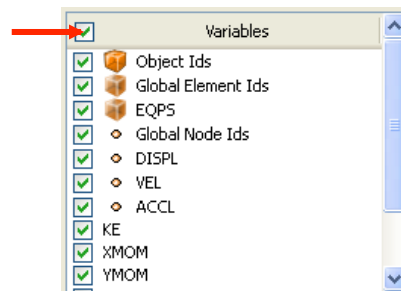 Variables
Object Ids
Global Element Ids
EQPS
Global Node Ids
DISPL
VEL
ACCL
KE
XMOM
YMOM